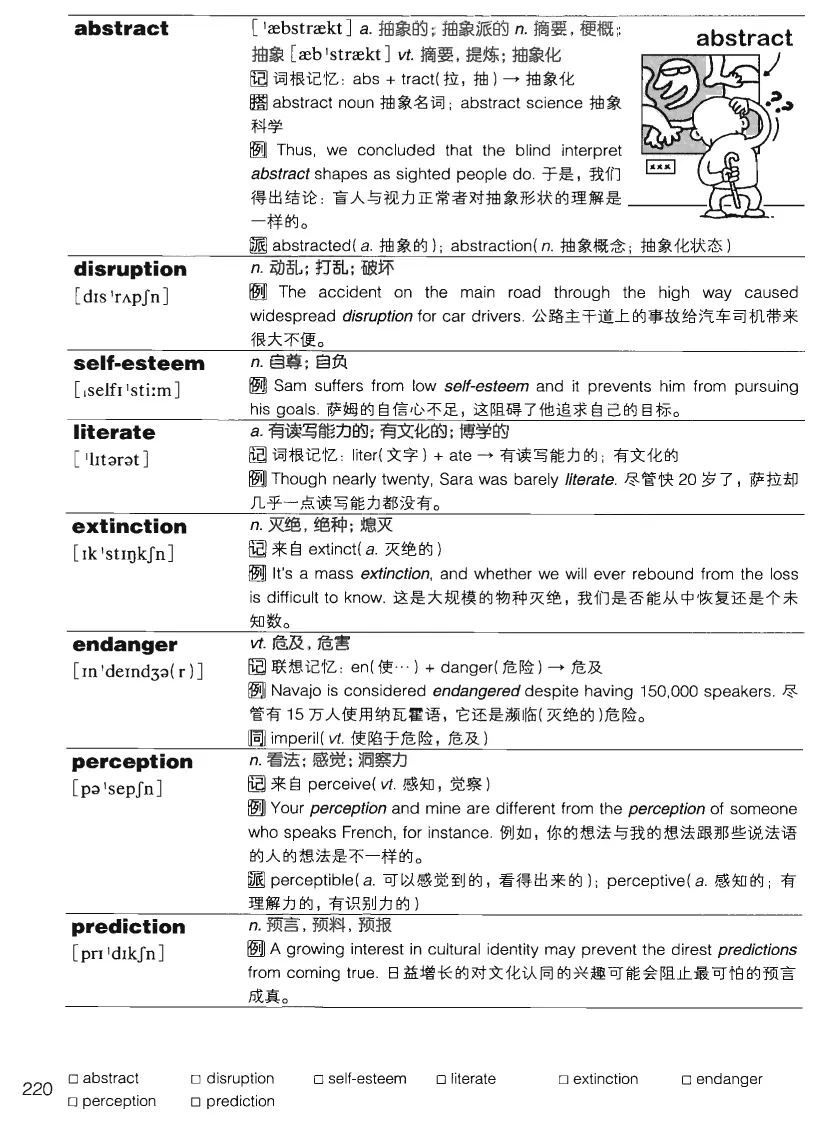 abstract
[ˈæbstrækt] a. 抽象的; 抽象派的 n. 摘要, 梗概;
抽象 [æbˈstrækt] vt. 摘要, 提炼; 抽象化
abstract
记 词根记忆: abs + tract(拉, 抽) → 抽象化
搭 abstract noun 抽象名词; abstract science 抽象
科学
例 Thus, we concluded that the blind interpret
abstract shapes as sighted people do. 于是, 我们
得出结论: 盲人与视力正常者对抽象形状的理解是
一样的。
派 abstracted(a. 抽象的); abstraction(n. 抽象概念; 抽象化状态)
disruption
n. 动乱; 打乱; 破坏
[dɪsˈrʌpʃn]
例 The accident on the main road through the high way caused
widespread disruption for car drivers. 公路主干道上的事故给汽车司机带来
很大不便。
self-esteem
n. 自尊; 自负
[ˌselfɪˈstiːm]
例 Sam suffers from low self-esteem and it prevents him from pursuing
his goals. 萨姆的自信心不足, 这阻碍了他追求自己的目标。
literate
a. 有读写能力的; 有文化的; 博学的
[ˈlɪtərət]
记 词根记忆: liter(文字) + ate → 有读写能力的; 有文化的
例 Though nearly twenty, Sara was barely literate. 尽管快 20 岁了, 萨拉却
几乎一点读写能力都没有。
extinction
n. 灭绝, 绝种; 熄灭
[ɪkˈstɪŋkʃn]
记 来自 extinct(a. 灭绝的)
例 It's a mass extinction, and whether we will ever rebound from the loss
is difficult to know. 这是大规模的物种灭绝, 我们是否能从中恢复还是个未
知数。
endanger
vt. 危及, 危害
[ɪnˈdeɪndʒə(r)]
记 联想记忆: en(使…) + danger(危险) → 危及
例 Navajo is considered endangered despite having 150,000 speakers. 尽
管有 15 万人使用纳瓦霍语, 它还是濒临(灭绝的)危险。
同 imperil(vt. 使陷于危险, 危及)
perception
n. 看法; 感觉; 洞察力
[pəˈsepʃn]
记 来自 perceive(vt. 感知, 觉察)
例 Your perception and mine are different from the perception of someone
who speaks French, for instance. 例如, 你的想法与我的想法跟那些说法语
的人的想法是不一样的。
派 perceptible(a. 可以感觉到的, 看得出来的); perceptive(a. 感知的; 有
理解力的, 有识别力的)
prediction
n. 预言, 预料, 预报
[prɪˈdɪkʃn]
例 A growing interest in cultural identity may prevent the direst predictions
from coming true. 日益增长的对文化认同的兴趣可能会阻止最可怕的预言
成真。
□ abstract □ disruption □ self-esteem □ literate □ extinction □ endanger
220
□ perception □ prediction